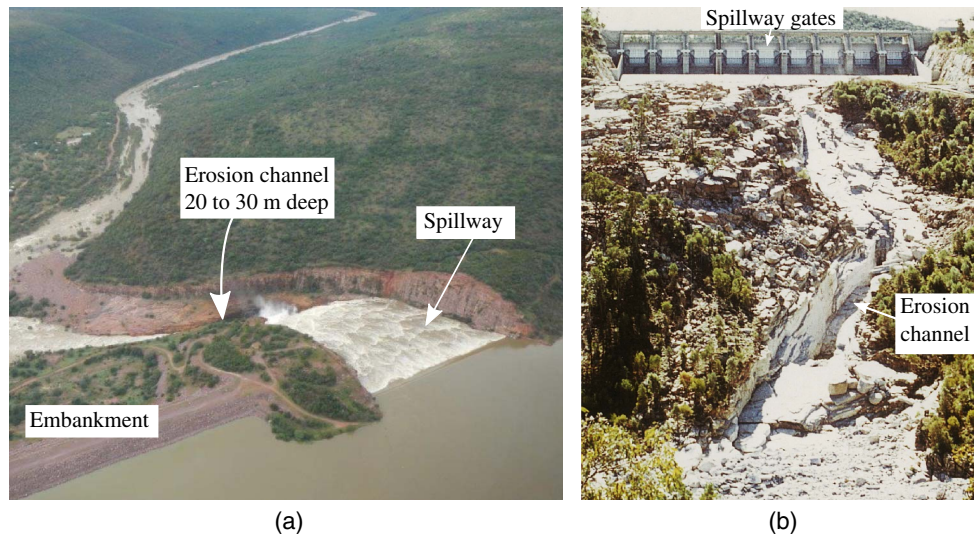 Erosion channel
20 to 30 m deep
Spillway
Embankment
(a)
Spillway gates
Erosion
channel
(b)